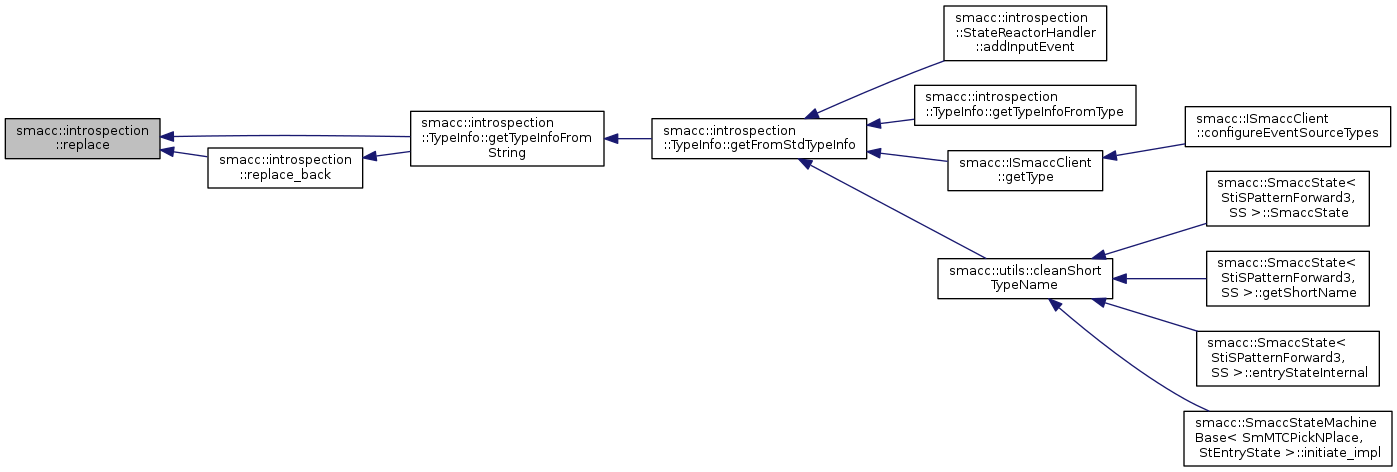 smacc::introspection
::replace
smacc::introspection
::replace_back
smacc::introspection
::TypeInfo::getTypeInfoFrom
String
smacc::introspection
::TypeInfo::getFromStdTypeInfo
smacc::introspection
::StateReactorHandler
::addInputEvent
smacc::introspection
::TypeInfo::getTypeInfoFromType
smacc::ISmaccClient
::getType
smacc::ISmaccClient
::configureEventSourceTypes
smacc::utils::cleanShort
TypeName
smacc::SmaccState<
StiSPatternForward3,
SS >::SmaccState
smacc::SmaccState<
StiSPatternForward3,
SS >::getShortName
smacc::SmaccState<
StiSPatternForward3,
SS >::entryStateInternal
smacc::SmaccStateMachine
Base< SmMTCPickNPlace,
StEntryState >::initiate_impl